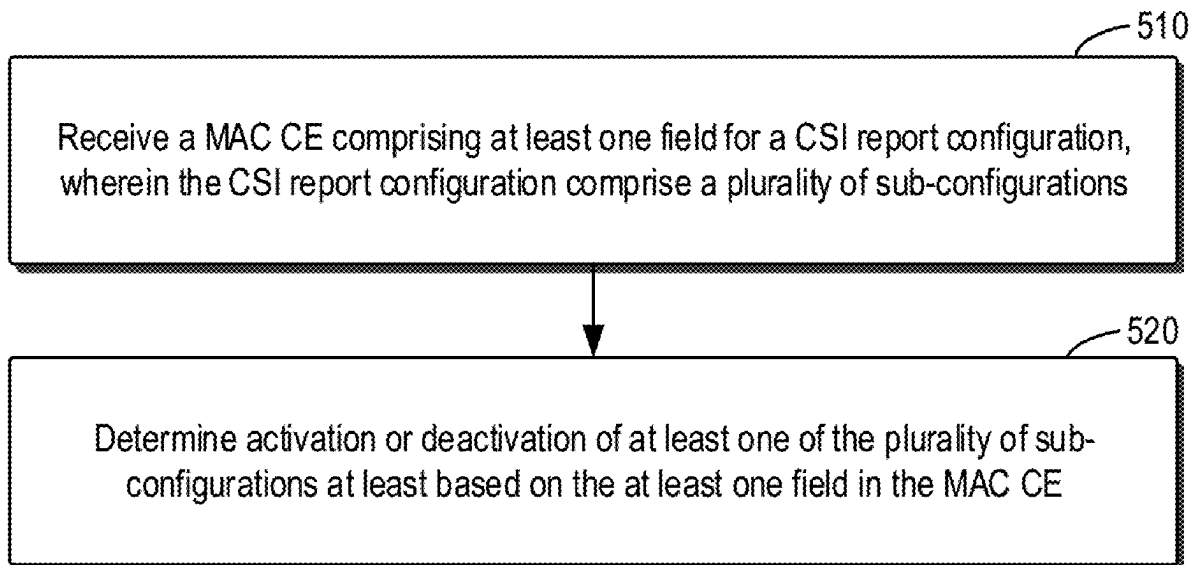 510
Receive a MAC CE comprising at least one field for a CSI report configuration,
wherein the CSI report configuration comprise a plurality of sub-configurations
520
Determine activation or deactivation of at least one of the plurality of sub-
configurations at least based on the at least one field in the MAC CE